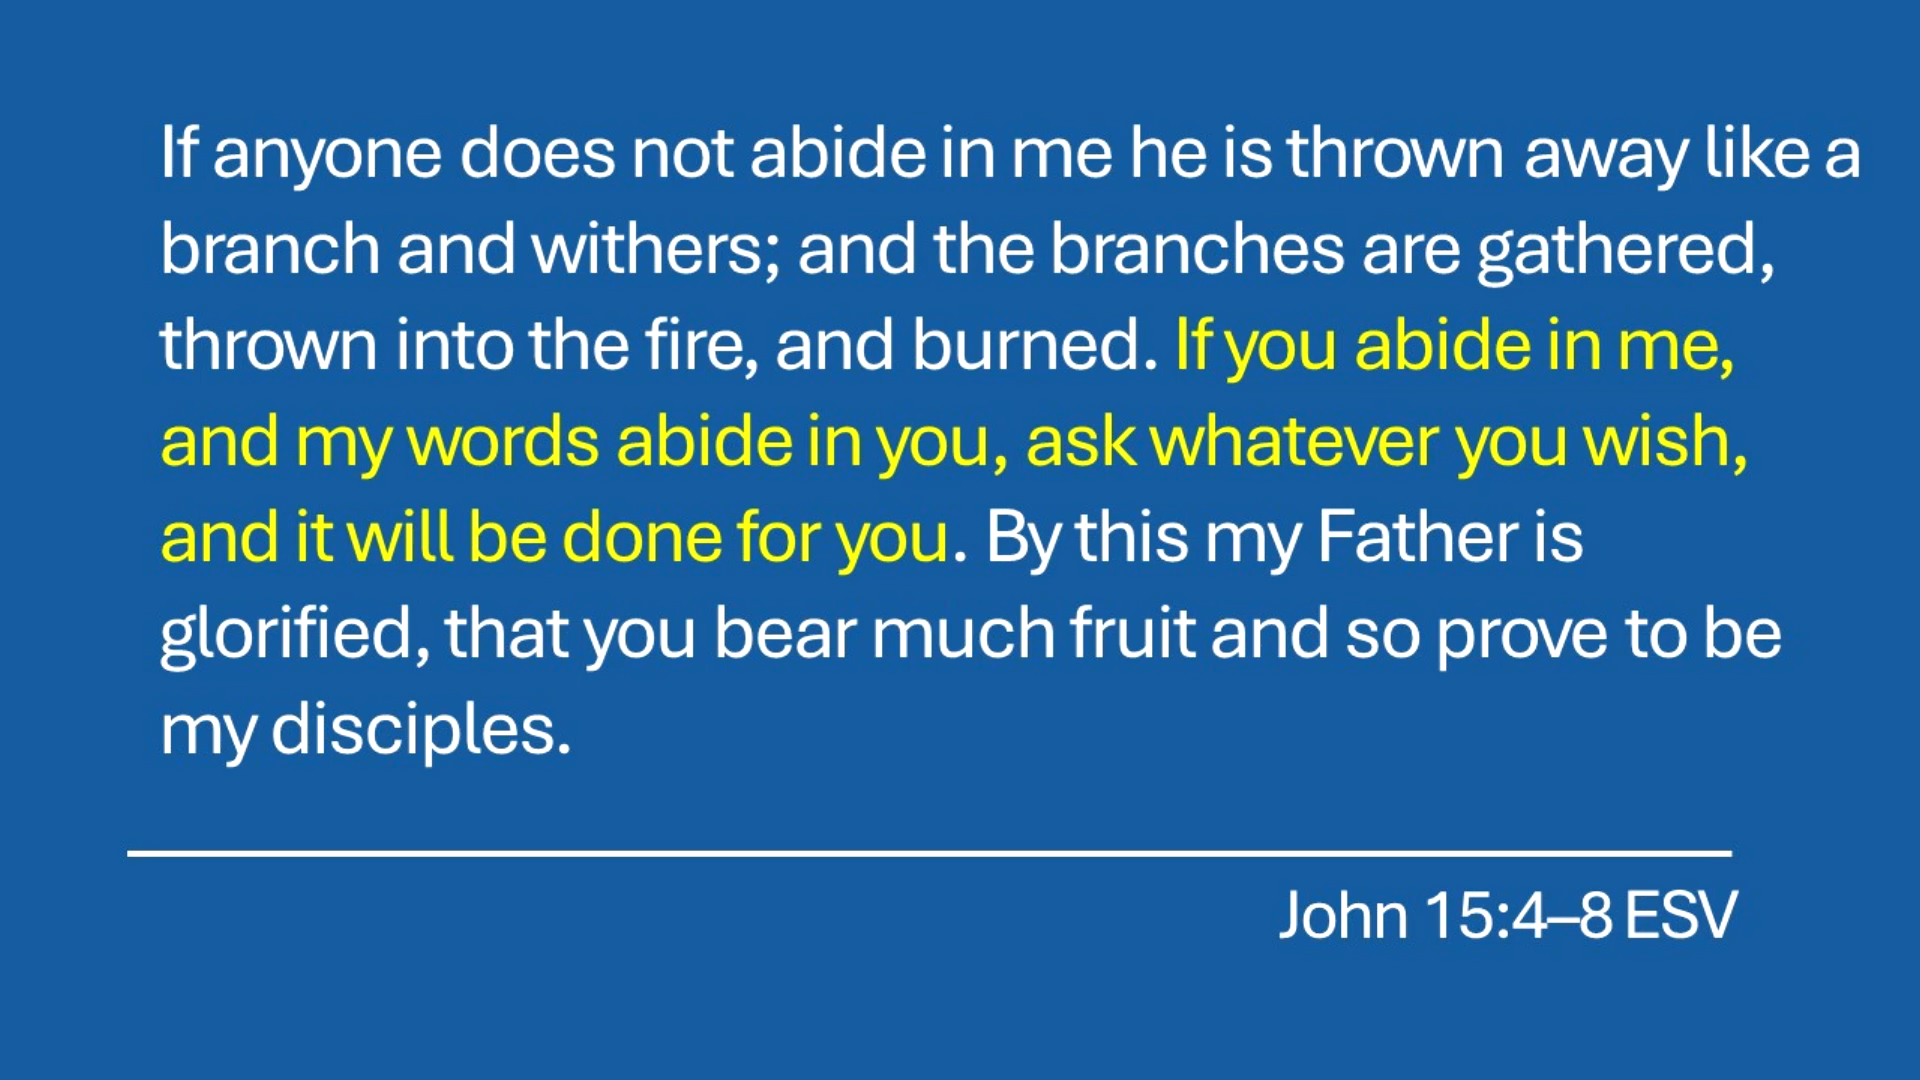 If anyone does not abide in me he is thrown away like a
branch and withers; and the branches are gathered,
thrown into the fire, and burned. If you abide in me,
and my words abide in you, ask whatever you wish,
and it will be done for you. By this my Father is
glorified, that you bear much fruit and so prove to be
my disciples.
John 15:4–8 ESV